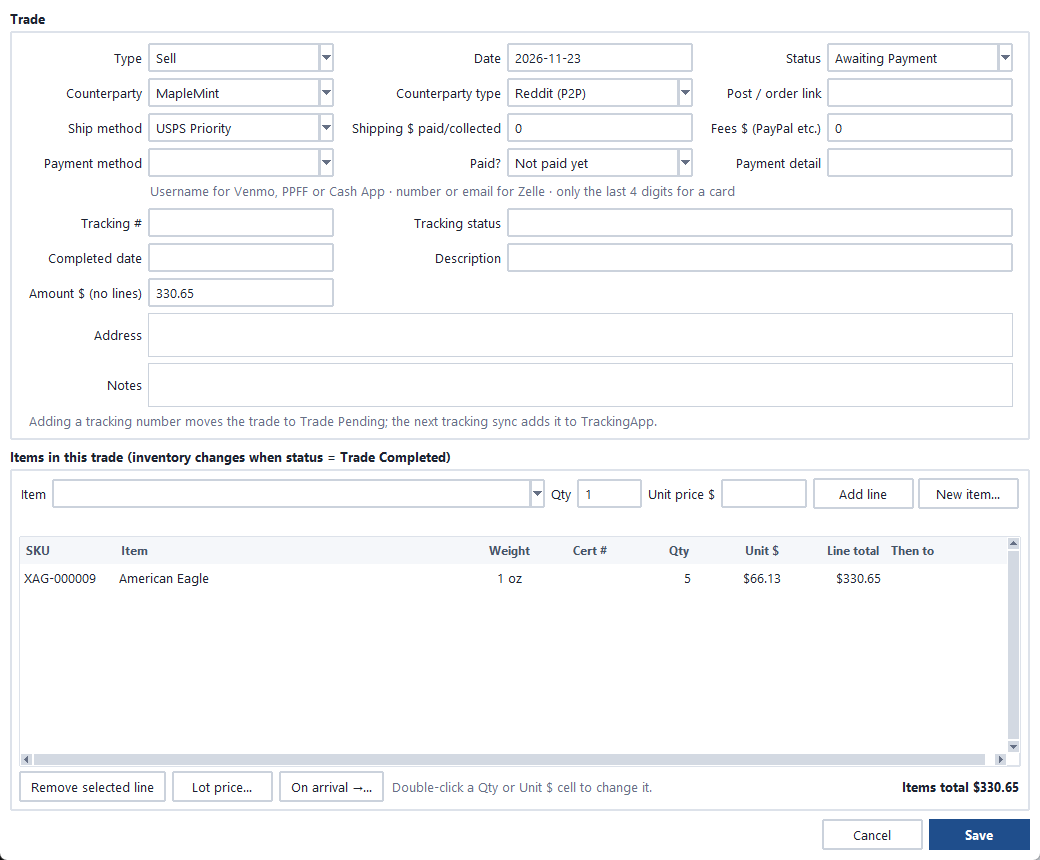 Trade
Type Sell Date 2026-11-23 Status Awaiting Payment
Counterparty MapleMint Counterparty type Reddit (P2P) Post / order link
Ship method USPS Priority Shipping $ paid/collected 0 Fees $ (PayPal etc.) 0
Payment method Paid? Not paid yet Payment detail
Username for Venmo, PPFF or Cash App · number or email for Zelle · only the last 4 digits for a card
Tracking # Tracking status
Completed date Description
Amount $ (no lines) 330.65
Address
Notes
Adding a tracking number moves the trade to Trade Pending; the next tracking sync adds it to TrackingApp.
Items in this trade (inventory changes when status = Trade Completed)
Item Qty 1 Unit price $ Add line New item...
SKU Item Weight Cert # Qty Unit $ Line total Then to
XAG-000009 American Eagle 1 oz 5 $66.13 $330.65
Remove selected line Lot price... On arrival →... Double-click a Qty or Unit $ cell to change it. Items total $330.65
Cancel Save